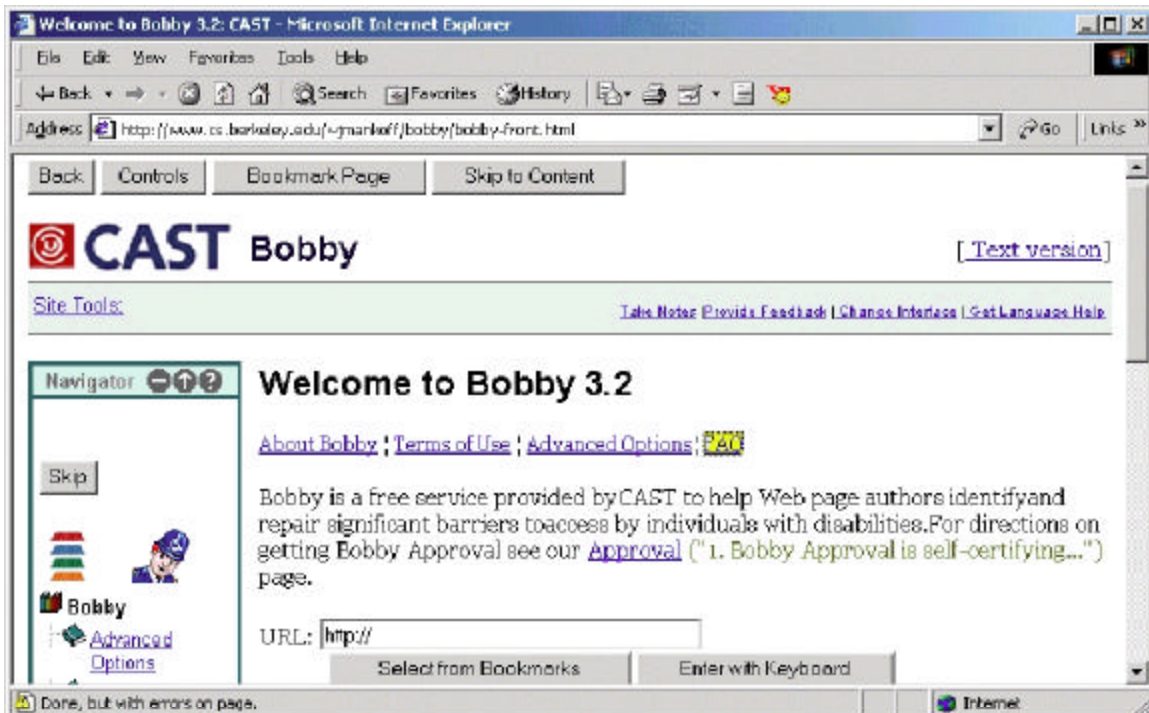 Welcome to Bobby 3.2: CAST - Microsoft Internet Explorer
File Edit View Favorites Tools Help
Back Search Favorites History
Address http://www.cs.berkeley.edu/~jmankoff/bobby/bobby-front.html Go Links »
Back Controls Bookmark Page Skip to Content
CAST Bobby [ Text version]
Site Tools: Take Notes Provide Feedback | Change Interface | Get Language Help
Navigator
Welcome to Bobby 3.2
About Bobby ¦ Terms of Use ¦ Advanced Options ¦ FAQ
Skip
Bobby is a free service provided byCAST to help Web page authors identifyand
repair significant barriers toaccess by individuals with disabilities.For directions on
getting Bobby Approval see our Approval ("1. Bobby Approval is self-certifying...")
page.
Bobby
Advanced
Options
URL: http://
Select from Bookmarks Enter with Keyboard
Done, but with errors on page. Internet